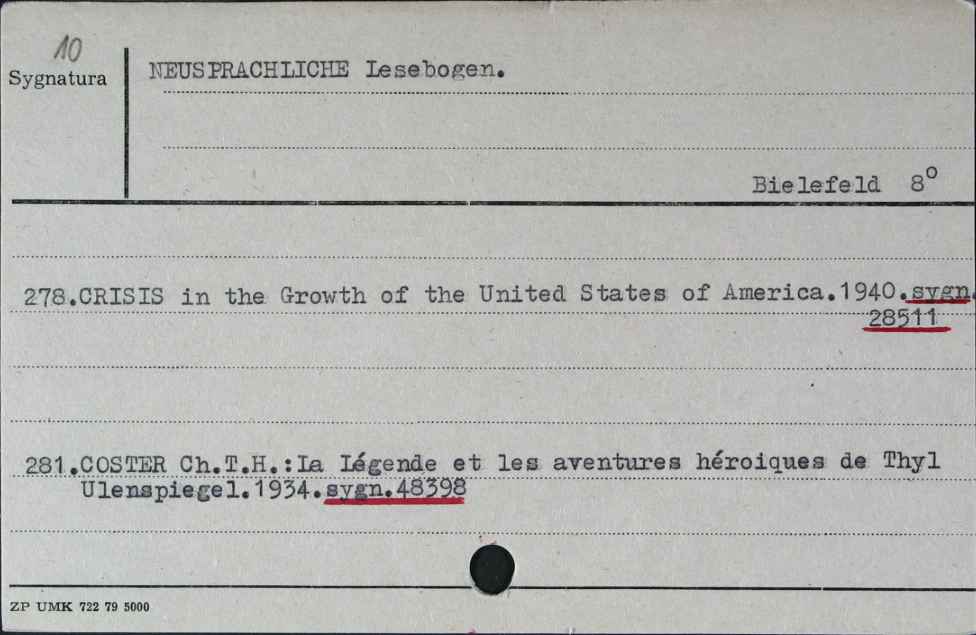 10
Sygnatura
NEUSPRACHLICHE Lesebogen.
Bielefeld 8°
278.CRISIS in the Growth of the United States of America.1940.sygn.
28511
281.COSTER Ch.T.H.:La Légende et les aventures héroiques de Thyl
Ulenspiegel.1934.sygn.48398
ZP UMK 722 79 5000